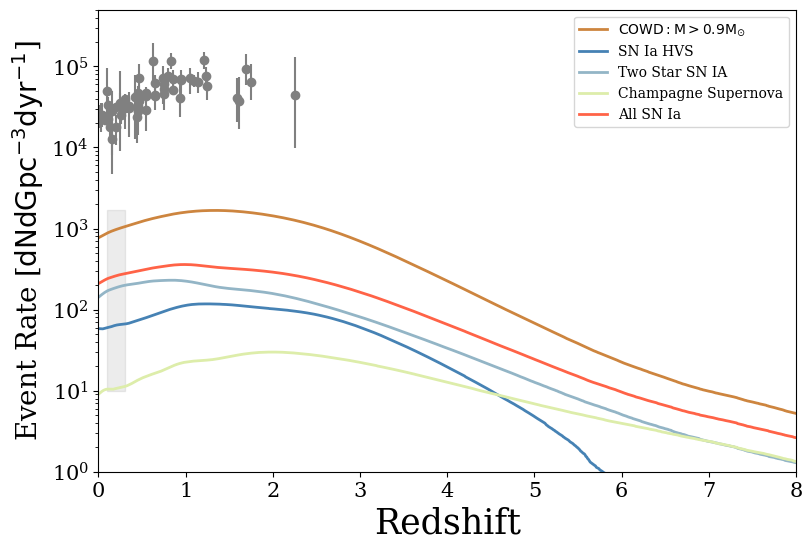 COWD : M > 0.9M⊙
SN Ia HVS
Two Star SN IA
Champagne Supernova
All SN Ia
Event Rate [dNdGpc⁻³dyr⁻¹]
10⁵
10⁴
10³
10²
10¹
10⁰
0 1 2 3 4 5 6 7 8
Redshift